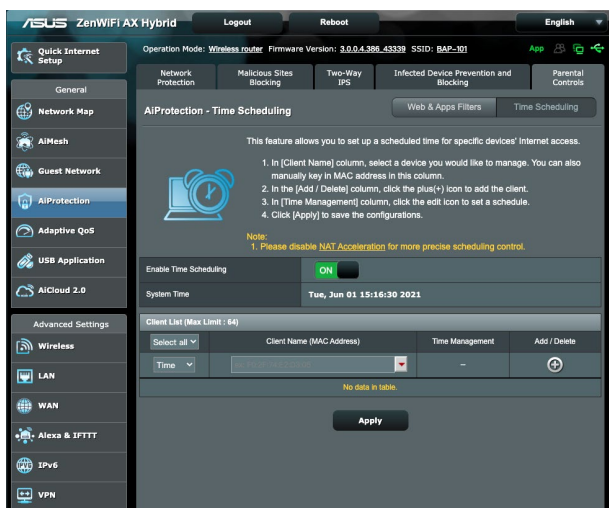 ASUS ZenWiFi AX Hybrid Logout Reboot English
Quick Internet Setup
Operation Mode: Wireless router Firmware Version: 3.0.0.4.386_43339 SSID: BAP-101 App
General
Network Map
AiMesh
Guest Network
AiProtection
Adaptive QoS
USB Application
AiCloud 2.0
Advanced Settings
Wireless
LAN
WAN
Alexa & IFTTT
IPv6
VPN
Network Protection
Malicious Sites Blocking
Two-Way IPS
Infected Device Prevention and Blocking
Parental Controls
AiProtection - Time Scheduling
Web & Apps Filters Time Scheduling
This feature allows you to set up a scheduled time for specific devices' Internet access.
1. In [Client Name] column, select a device you would like to manage. You can also
manually key in MAC address in this column.
2. In the [Add / Delete] column, click the plus(+) icon to add the client.
3. In [Time Management] column, click the edit icon to set a schedule.
4. Click [Apply] to save the configurations.
Note:
1. Please disable NAT Acceleration for more precise scheduling control.
Enable Time Scheduling ON
System Time Tue, Jun 01 15:16:30 2021
Client List (Max Limit : 64)
Select all Client Name (MAC Address) Time Management Add / Delete
Time –
No data in table.
Apply